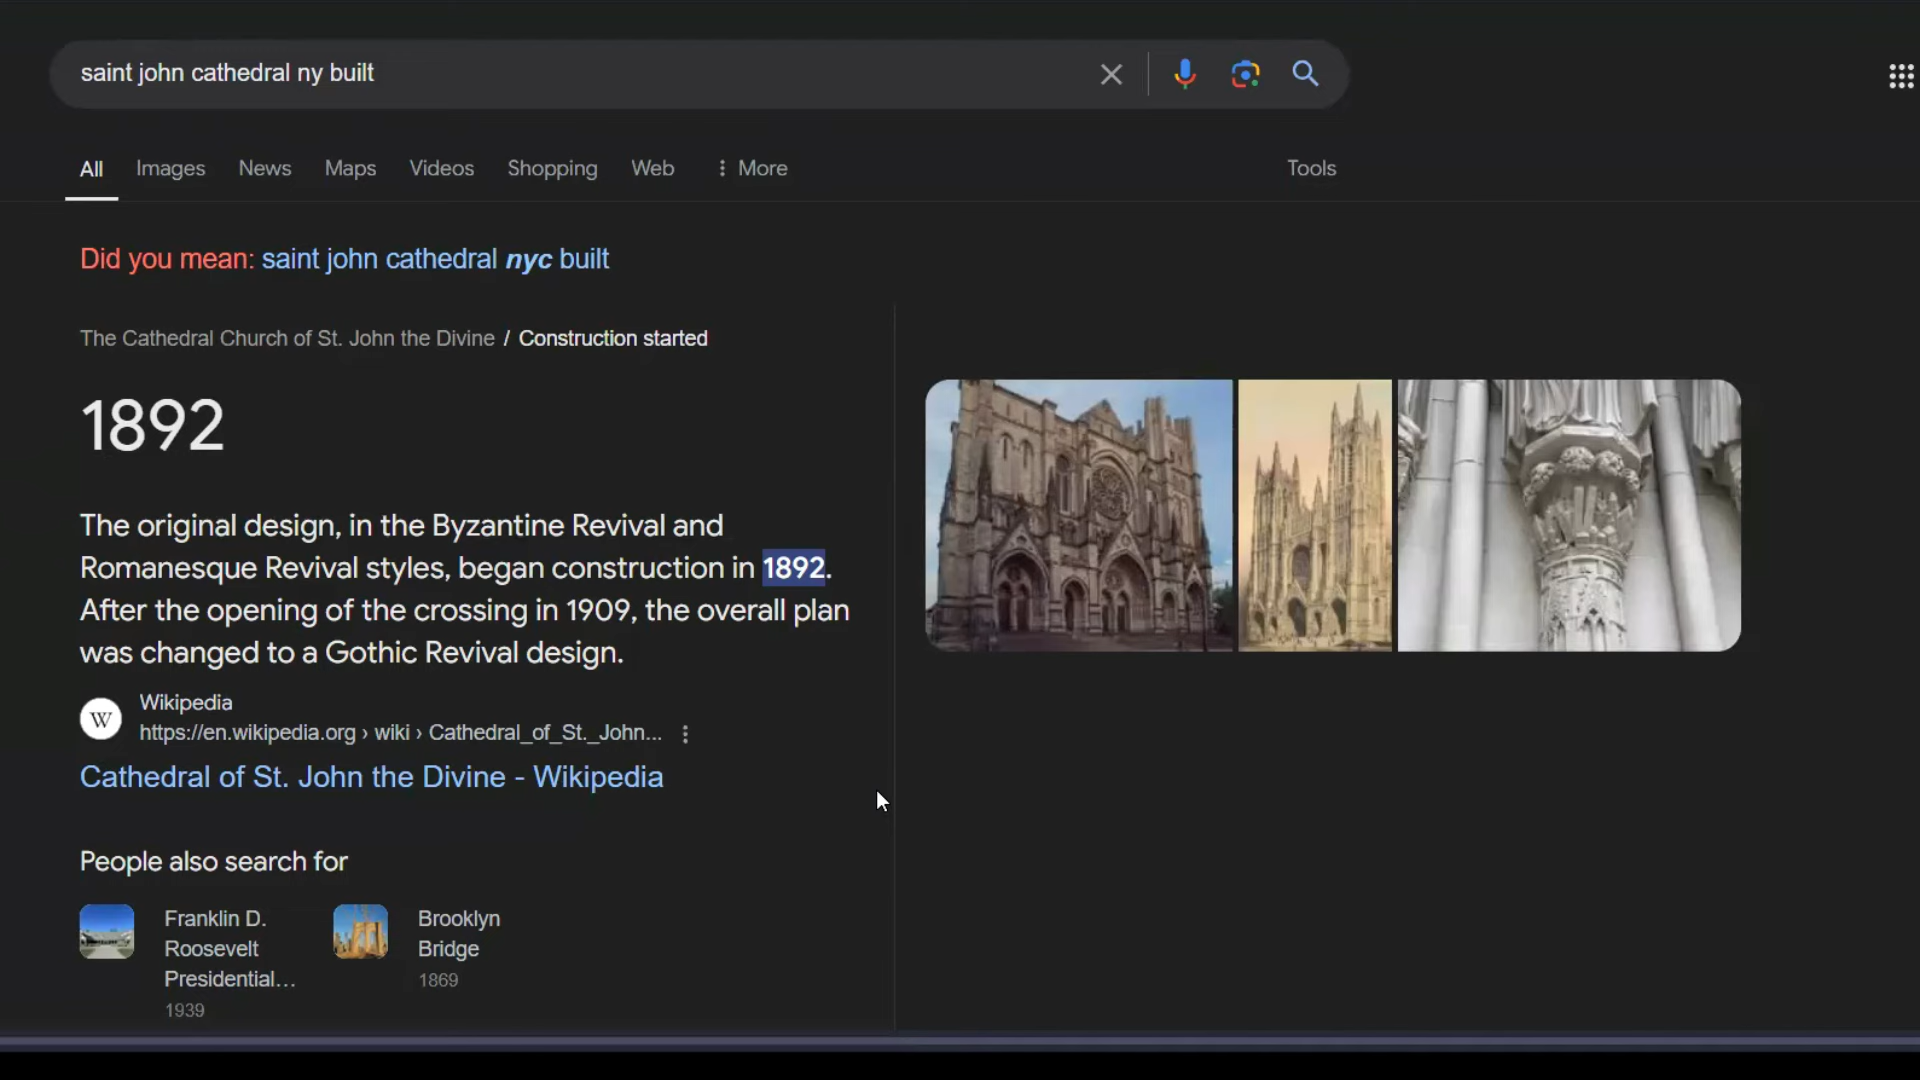 saint john cathedral ny built
All Images News Maps Videos Shopping Web More Tools
Did you mean: saint john cathedral nyc built
The Cathedral Church of St. John the Divine / Construction started
1892
The original design, in the Byzantine Revival and
Romanesque Revival styles, began construction in 1892.
After the opening of the crossing in 1909, the overall plan
was changed to a Gothic Revival design.
W
Wikipedia
https://en.wikipedia.org › wiki › Cathedral_of_St._John...
Cathedral of St. John the Divine - Wikipedia
People also search for
Franklin D.
Roosevelt
Presidential...
1939
Brooklyn
Bridge
1869